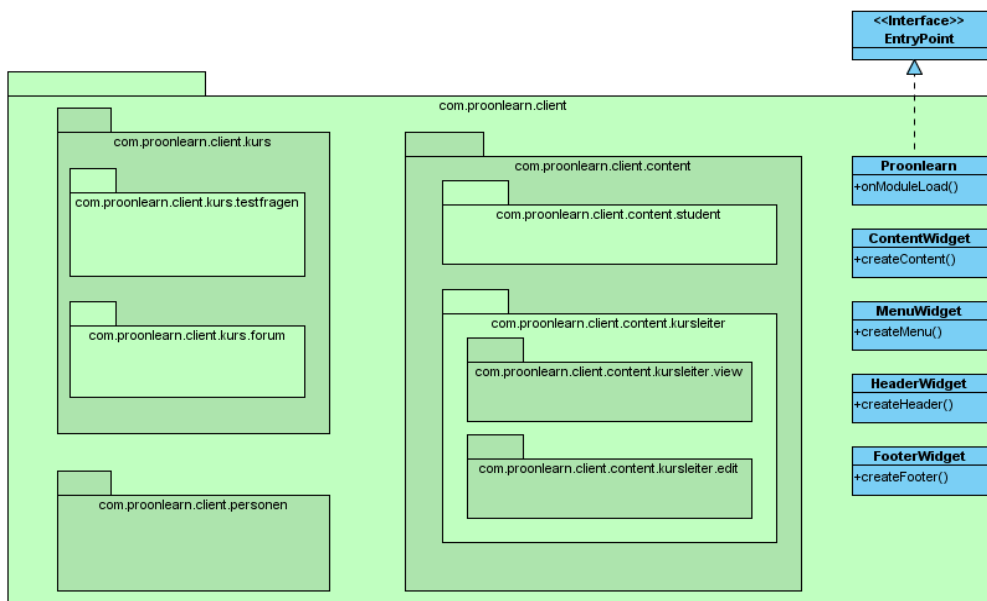 <<Interface>>
EntryPoint
com.proonlearn.client
com.proonlearn.client.kurs
com.proonlearn.client.kurs.testfragen
com.proonlearn.client.kurs.forum
com.proonlearn.client.personen
com.proonlearn.client.content
com.proonlearn.client.content.student
com.proonlearn.client.content.kursleiter
com.proonlearn.client.content.kursleiter.view
com.proonlearn.client.content.kursleiter.edit
Proonlearn
+onModuleLoad()
ContentWidget
+createContent()
MenuWidget
+createMenu()
HeaderWidget
+createHeader()
FooterWidget
+createFooter()